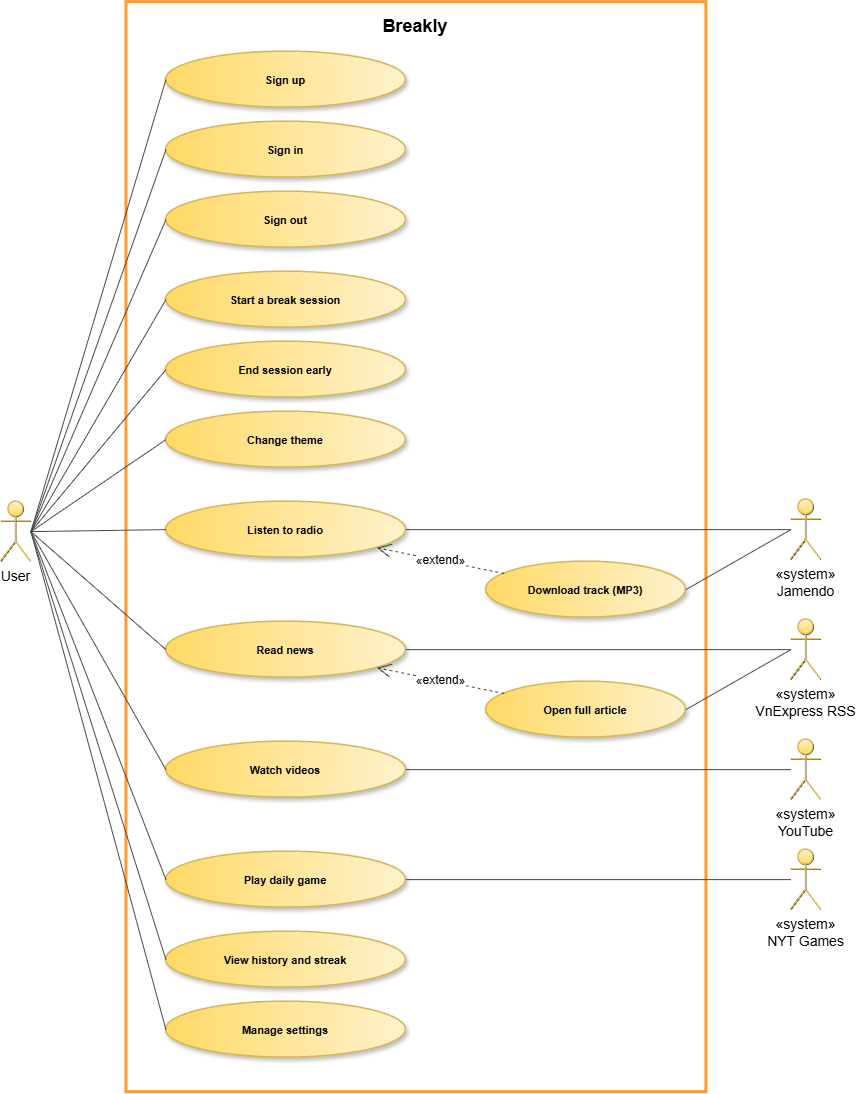 Breakly
Sign up
Sign in
Sign out
Start a break session
End session early
Change theme
Listen to radio
«extend»
Download track (MP3)
User
«system»
Jamendo
Read news
«extend»
Open full article
«system»
VnExpress RSS
Watch videos
«system»
YouTube
Play daily game
«system»
NYT Games
View history and streak
Manage settings